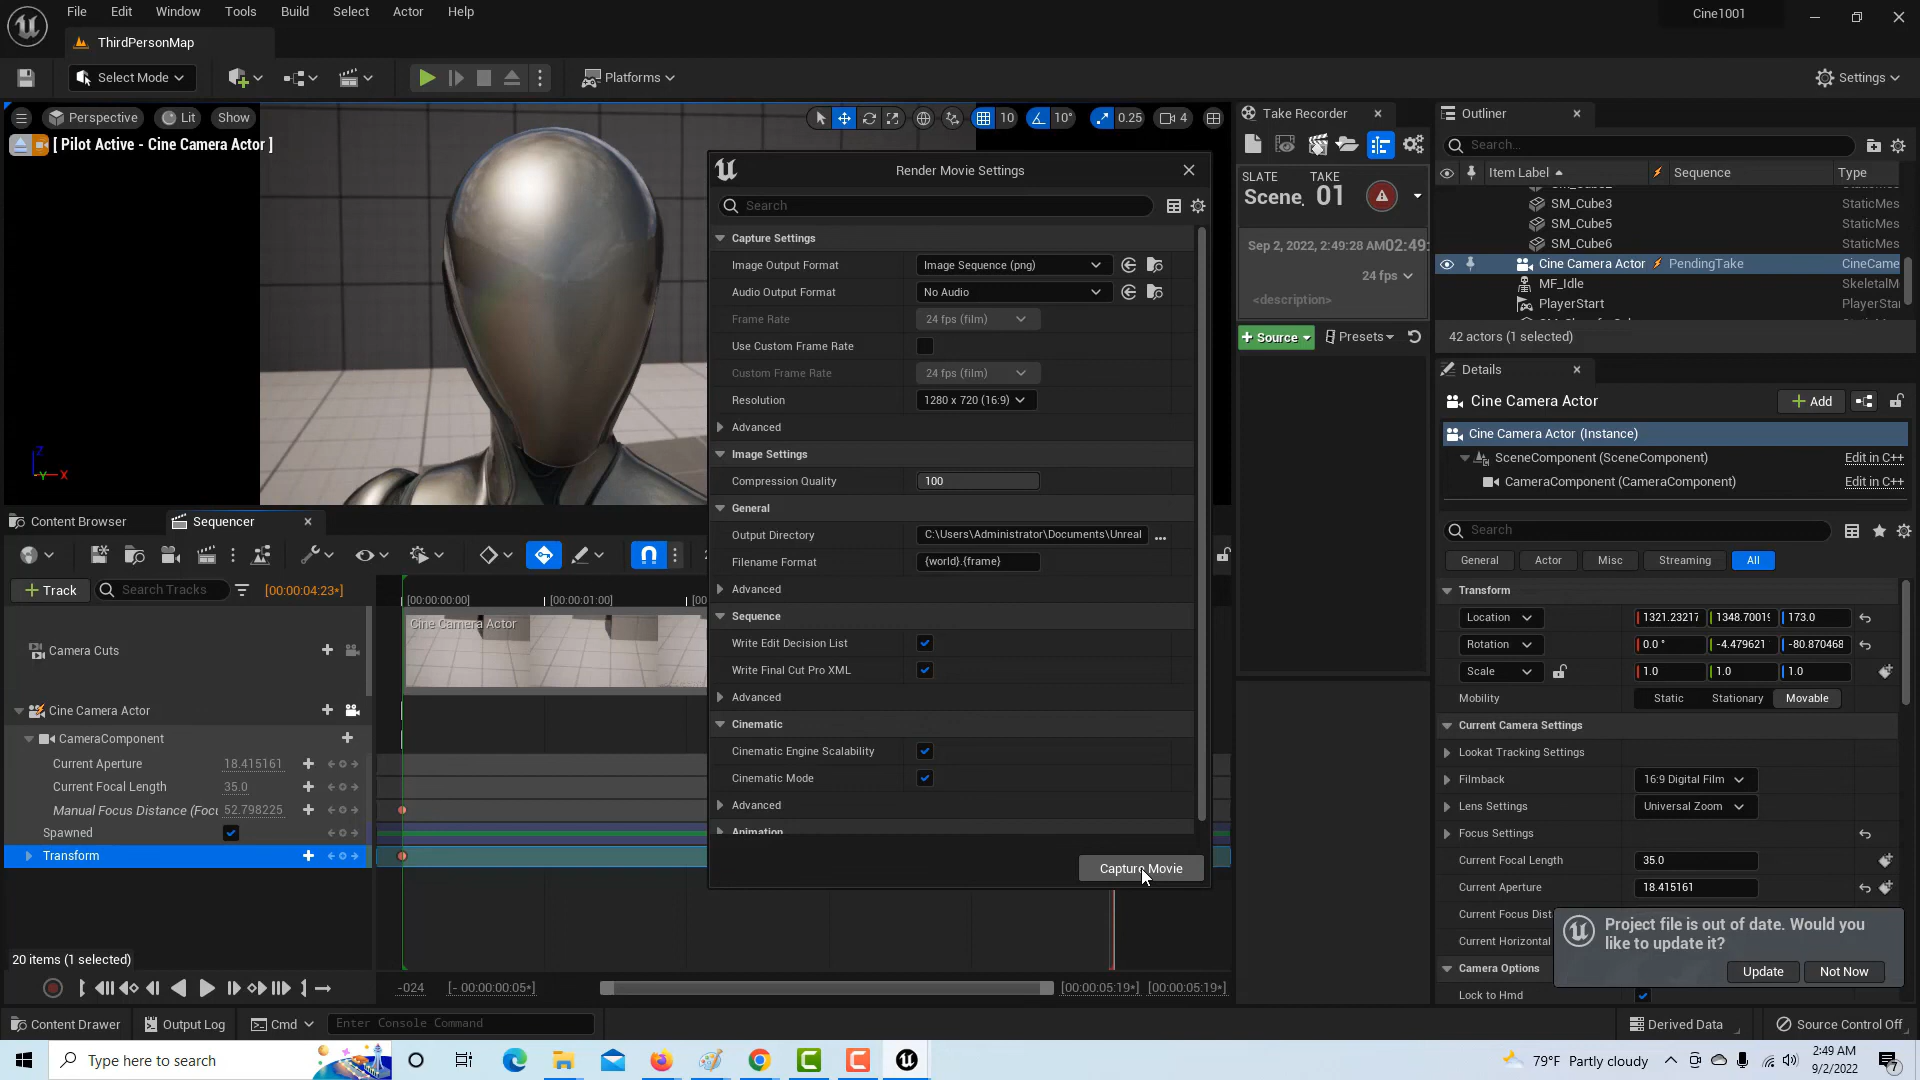 File Edit Window Tools Build Select Actor Help
Cine1001
ThirdPersonMap
Select Mode
Platforms
Settings
Perspective Lit Show
10 10° 0.25 4
[ Pilot Active - Cine Camera Actor ]
Render Movie Settings
Search
Capture Settings
Image Output Format Image Sequence (png)
Audio Output Format No Audio
Frame Rate 24 fps (film)
Use Custom Frame Rate
Custom Frame Rate 24 fps (film)
Resolution 1280 x 720 (16:9)
Advanced
Image Settings
Compression Quality 100
General
Output Directory C:\Users\Administrator\Documents\Unreal ...
Filename Format {world}.{frame}
Advanced
Sequence
Write Edit Decision List
Write Final Cut Pro XML
Advanced
Cinematic
Cinematic Engine Scalability
Cinematic Mode
Advanced
Animation
Capture Movie
Take Recorder
SLATE TAKE
Scene. 01
Sep 2, 2022, 2:49:28 AM 02:49:
24 fps
<description>
+ Source Presets
Outliner
Search...
Item Label Sequence Type
SM_Cube3 StaticMes
SM_Cube5 StaticMes
SM_Cube6 StaticMes
Cine Camera Actor PendingTake CineCame
MF_Idle SkeletalM
PlayerStart PlayerStar
42 actors (1 selected)
Details
Cine Camera Actor
+ Add
Cine Camera Actor (Instance)
SceneComponent (SceneComponent) Edit in C++
CameraComponent (CameraComponent) Edit in C++
Search
General Actor Misc Streaming All
Transform
Location 1321.23217 1348.70019 173.0
Rotation 0.0 ° -4.479621 -80.870468
Scale 1.0 1.0 1.0
Mobility Static Stationary Movable
Current Camera Settings
Lookat Tracking Settings
Filmback 16:9 Digital Film
Lens Settings Universal Zoom
Focus Settings
Current Focal Length 35.0
Current Aperture 18.415161
Current Focus Dist
Current Horizontal
Camera Options
Lock to Hmd
Project file is out of date. Would you
like to update it?
Update Not Now
Content Browser Sequencer
+ Track Search Tracks [00:00:04:23*]
[00:00:00:00] [00:00:01:00] [00
Cine Camera Actor
Camera Cuts
Cine Camera Actor
CameraComponent
Current Aperture 18.415161
Current Focal Length 35.0
Manual Focus Distance (Focu 52.798225
Spawned
Transform
20 items (1 selected)
-024 [- 00:00:00:05*] [00:00:05:19*] [00:00:05:19*]
Content Drawer Output Log Cmd Enter Console Command
Derived Data Source Control Off
Type here to search
79°F Partly cloudy
2:49 AM
9/2/2022
7